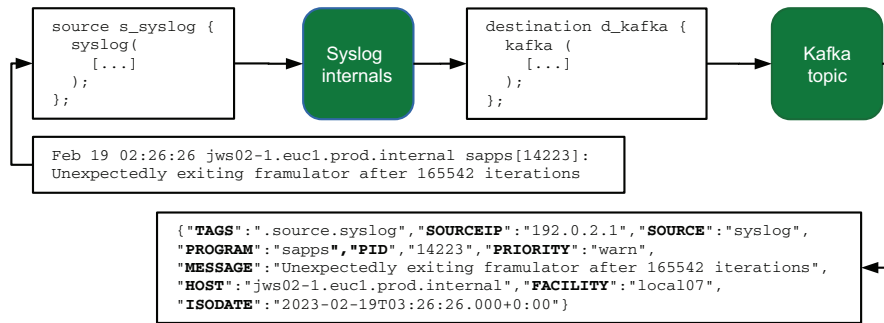 source s_syslog {
syslog(
[...]
);
};
Syslog
internals
destination d_kafka {
kafka (
[...]
);
};
Kafka
topic
Feb 19 02:26:26 jws02-1.euc1.prod.internal sapps[14223]:
Unexpectedly exiting framulator after 165542 iterations
{"TAGS":".source.syslog","SOURCEIP":"192.0.2.1","SOURCE":"syslog",
"PROGRAM":"sapps","PID","14223","PRIORITY":"warn",
"MESSAGE":"Unexpectedly exiting framulator after 165542 iterations",
"HOST":"jws02-1.euc1.prod.internal","FACILITY":"local07",
"ISODATE":"2023-02-19T03:26:26.000+0:00"}